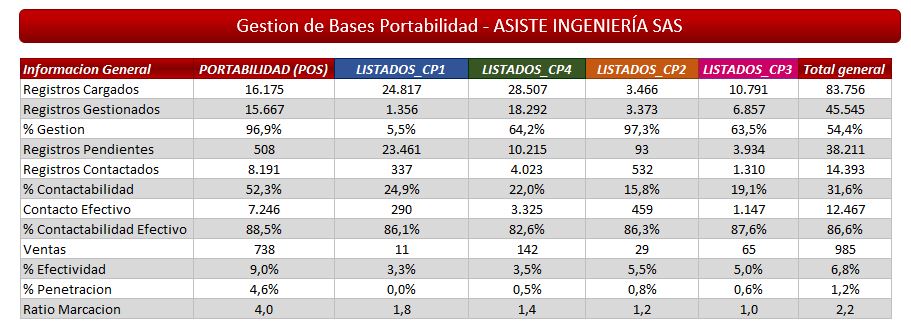 Gestion de Bases Portabilidad - ASISTE INGENIERÍA SAS
Informacion General PORTABILIDAD (POS) LISTADOS_CP1 LISTADOS_CP4 LISTADOS_CP2 LISTADOS_CP3 Total general
Registros Cargados 16.175 24.817 28.507 3.466 10.791 83.756
Registros Gestionados 15.667 1.356 18.292 3.373 6.857 45.545
% Gestion 96,9% 5,5% 64,2% 97,3% 63,5% 54,4%
Registros Pendientes 508 23.461 10.215 93 3.934 38.211
Registros Contactados 8.191 337 4.023 532 1.310 14.393
% Contactabilidad 52,3% 24,9% 22,0% 15,8% 19,1% 31,6%
Contacto Efectivo 7.246 290 3.325 459 1.147 12.467
% Contactabilidad Efectivo 88,5% 86,1% 82,6% 86,3% 87,6% 86,6%
Ventas 738 11 142 29 65 985
% Efectividad 9,0% 3,3% 3,5% 5,5% 5,0% 6,8%
% Penetracion 4,6% 0,0% 0,5% 0,8% 0,6% 1,2%
Ratio Marcacion 4,0 1,8 1,4 1,2 1,0 2,2